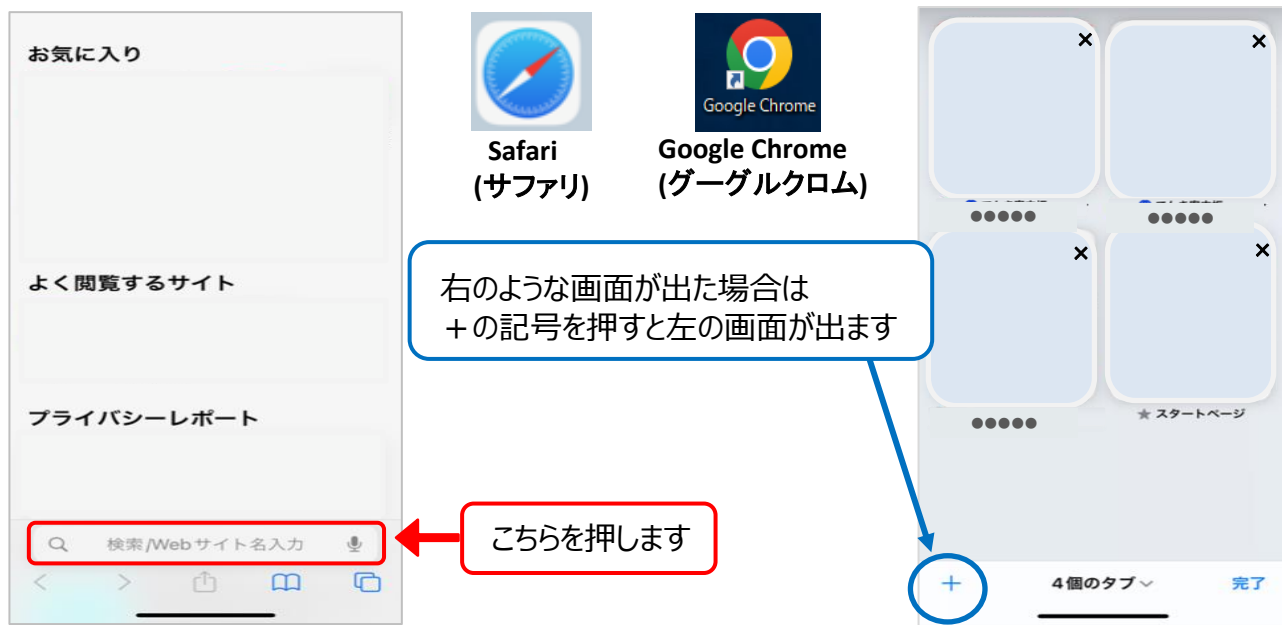 お気に入り
よく閲覧するサイト
プライバシーレポート
検索/Webサイト名入力
Google Chrome
Safari
(サファリ)
Google Chrome
(グーグルクロム)
右のような画面が出た場合は
+の記号を押すと左の画面が出ます
こちらを押します
×
×
●●●●●
●●●●●
×
×
●●●●●
★ スタートページ
+
4個のタブ
完了